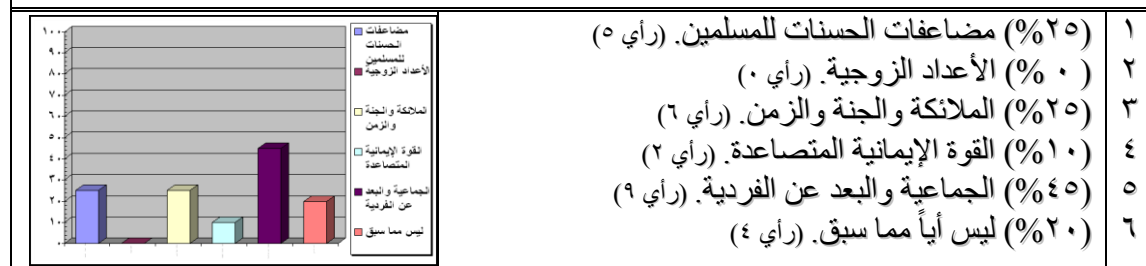 ١ (٢٥%) مضاعفات الحسنات للمسلمين. (رأي ٥)
٢ (٠ %) الأعداد الزوجية. (رأي ٠)
٣ (٢٥%) الملائكة والجنة والزمن. (رأي ٦)
٤ (١٠%) القوة الإيمانية المتصاعدة. (رأي ٢)
٥ (٤٥%) الجماعية والبعد عن الفردية. (رأي ٩)
٦ (٢٠%) ليس أياً مما سبق. (رأي ٤)
مضاعفات
الحسنات
للمسلمين
الأعداد الزوجية
الملائكة والجنة
والزمن
القوة الإيمانية
المتصاعدة
الجماعية والبعد
عن الفردية
ليس مما سبق
١٠٠
٩٠
٨٠
٧٠
٦٠
٥٠
٤٠
٣٠
٢٠
١٠
٠